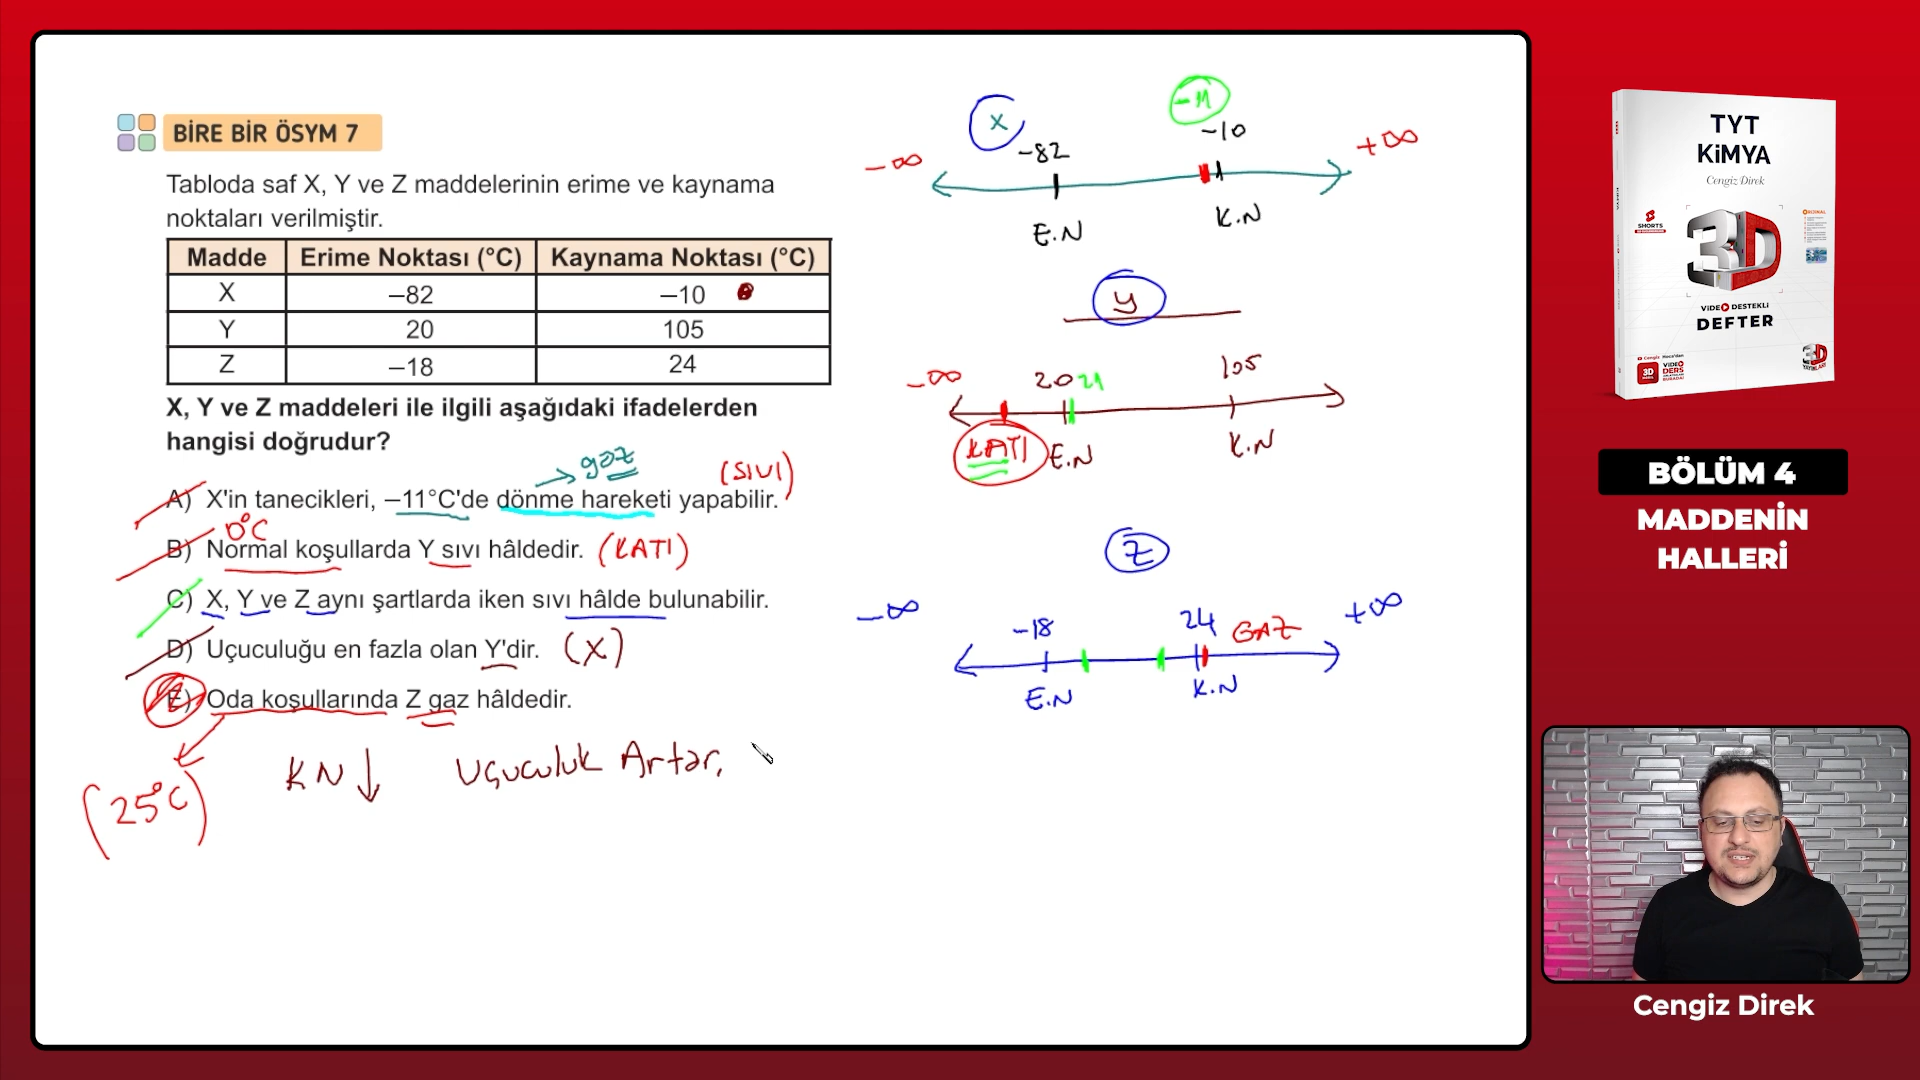 BİRE BİR ÖSYM 7
Tabloda saf X, Y ve Z maddelerinin erime ve kaynama
noktaları verilmiştir.
Madde Erime Noktası (°C) Kaynama Noktası (°C)
X –82 –10
Y 20 105
Z –18 24
X, Y ve Z maddeleri ile ilgili aşağıdaki ifadelerden
hangisi doğrudur?
→ gaz
(SIVI)
A) X'in tanecikleri, –11°C'de dönme hareketi yapabilir.
0°C
B) Normal koşullarda Y sıvı hâldedir. (KATI)
C) X, Y ve Z aynı şartlarda iken sıvı hâlde bulunabilir.
D) Uçuculuğu en fazla olan Y'dir. (X)
E) Oda koşullarında Z gaz hâldedir.
(25°C)
KN ↓ Uçuculuk Artar.
X
-11
-82 -10
-∞ +∞
E.N K.N
Y
-∞ 20 21 105
KATI E.N K.N
Z
-∞ -18 24 GAZ +∞
E.N K.N
TYT
KİMYA
Cengiz Direk
SHORTS
3D
VİDEO DESTEKLİ
DEFTER
BÖLÜM 4
MADDENİN
HALLERİ
Cengiz Direk